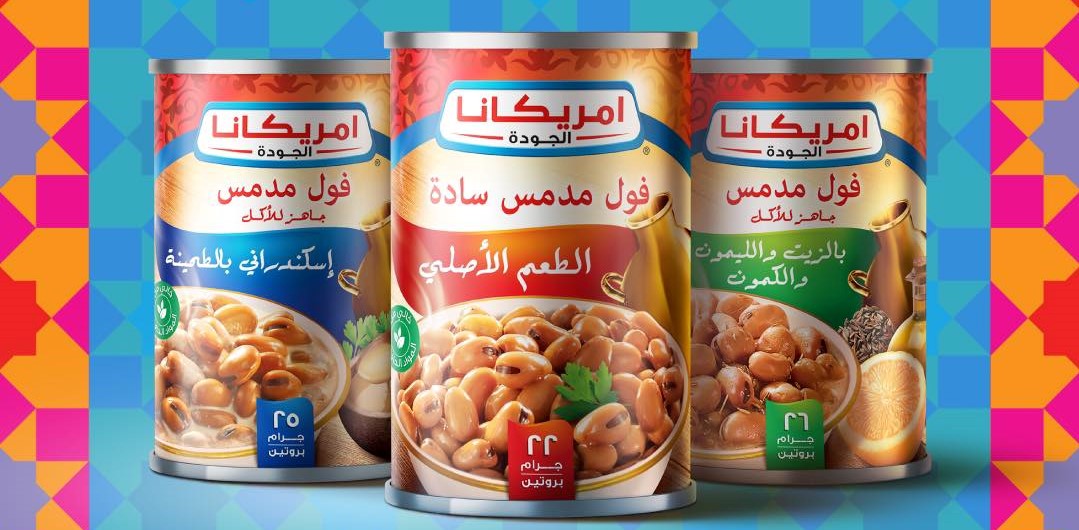 امريكانا
الجودة
®
فول مدمس
جاهز للأكل
إسكندراني بالطحينة
٢٥
جرام
بروتين
امريكانا
الجودة
®
فول مدمس سادة
الطعم الأصلي
٢٢
جرام
بروتين
امريكانا
الجودة
®
فول مدمس
جاهز للأكل
بالزيت والليمون
والكمون
٢٦
جرام
بروتين